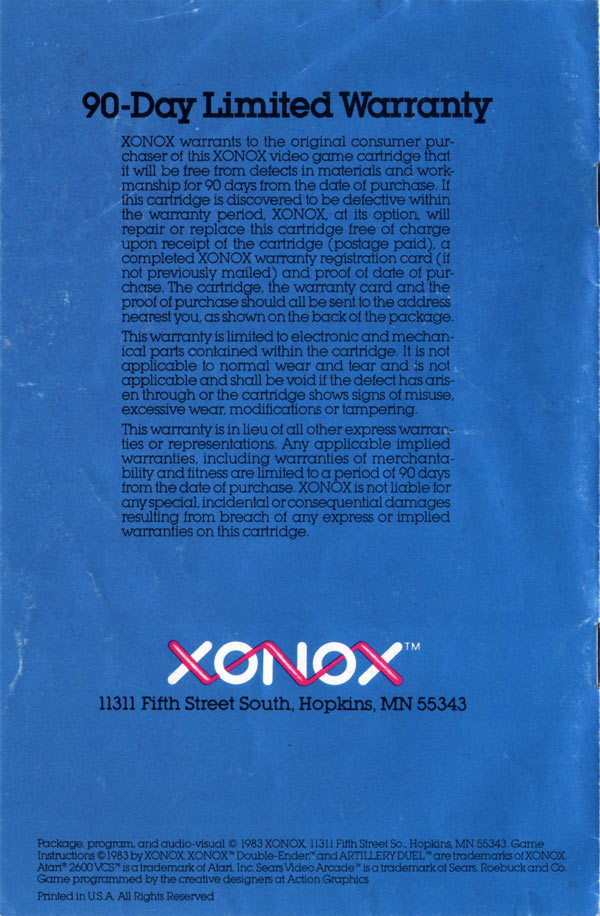 90-Day Limited Warranty
XONOX warrants to the original consumer pur-
chaser of this XONOX video game cartridge that
it will be free from defects in materials and work-
manship for 90 days from the date of purchase. If
this cartridge is discovered to be defective within
the warranty period, XONOX, at its option, will
repair or replace this cartridge free of charge
upon receipt of the cartridge (postage paid), a
completed XONOX warranty registration card (if
not previously mailed) and proof of date of pur-
chase. The cartridge, the warranty card and the
proof of purchase should all be sent to the address
nearest you, as shown on the back of the package.
This warranty is limited to electronic and mechan-
ical parts contained within the cartridge. It is not
applicable to normal wear and tear and is not
applicable and shall be void if the defect has aris-
en through or the cartridge shows signs of misuse,
excessive wear, modifications or tampering.
This warranty is in lieu of all other express warran-
ties or representations. Any applicable implied
warranties, including warranties of merchanta-
bility and fitness are limited to a period of 90 days
from the date of purchase. XONOX is not liable for
any special, incidental or consequential damages
resulting from breach of any express or implied
warranties on this cartridge.
XONOX™
11311 Fifth Street South, Hopkins, MN 55343
Package, program, and audio-visual © 1983 XONOX, 11311 Fifth Street So., Hopkins, MN 55343. Game
Instructions © 1983 by XONOX. XONOX™ Double-Ender,™ and ARTILLERY DUEL™ are trademarks of XONOX.
Atari® 2600 VCS™ is a trademark of Atari, Inc. Sears Video Arcade™ is a trademark of Sears, Roebuck and Co.
Game programmed by the creative designers at Action Graphics
Printed in U.S.A. All Rights Reserved